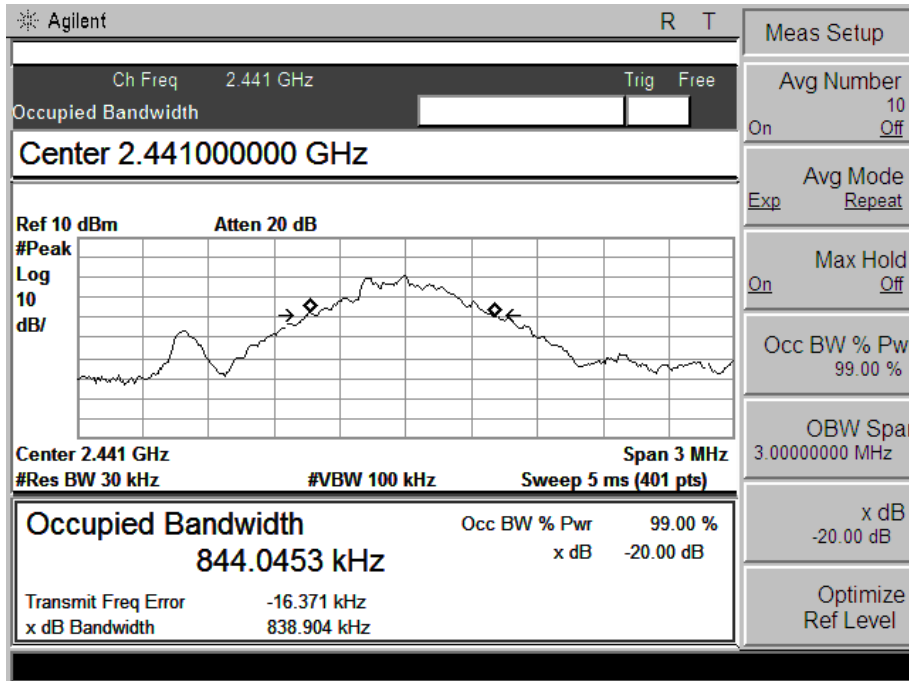 Agilent R T
Ch Freq 2.441 GHz Trig Free
Occupied Bandwidth
Center 2.441000000 GHz
Ref 10 dBm Atten 20 dB
#Peak
Log
10
dB/
Center 2.441 GHz Span 3 MHz
#Res BW 30 kHz #VBW 100 kHz Sweep 5 ms (401 pts)
Occupied Bandwidth Occ BW % Pwr 99.00 %
844.0453 kHz x dB -20.00 dB
Transmit Freq Error -16.371 kHz
x dB Bandwidth 838.904 kHz
Meas Setup
Avg Number
10
On Off
Avg Mode
Exp Repeat
Max Hold
On Off
Occ BW % Pwr
99.00 %
OBW Span
3.00000000 MHz
x dB
-20.00 dB
Optimize
Ref Level